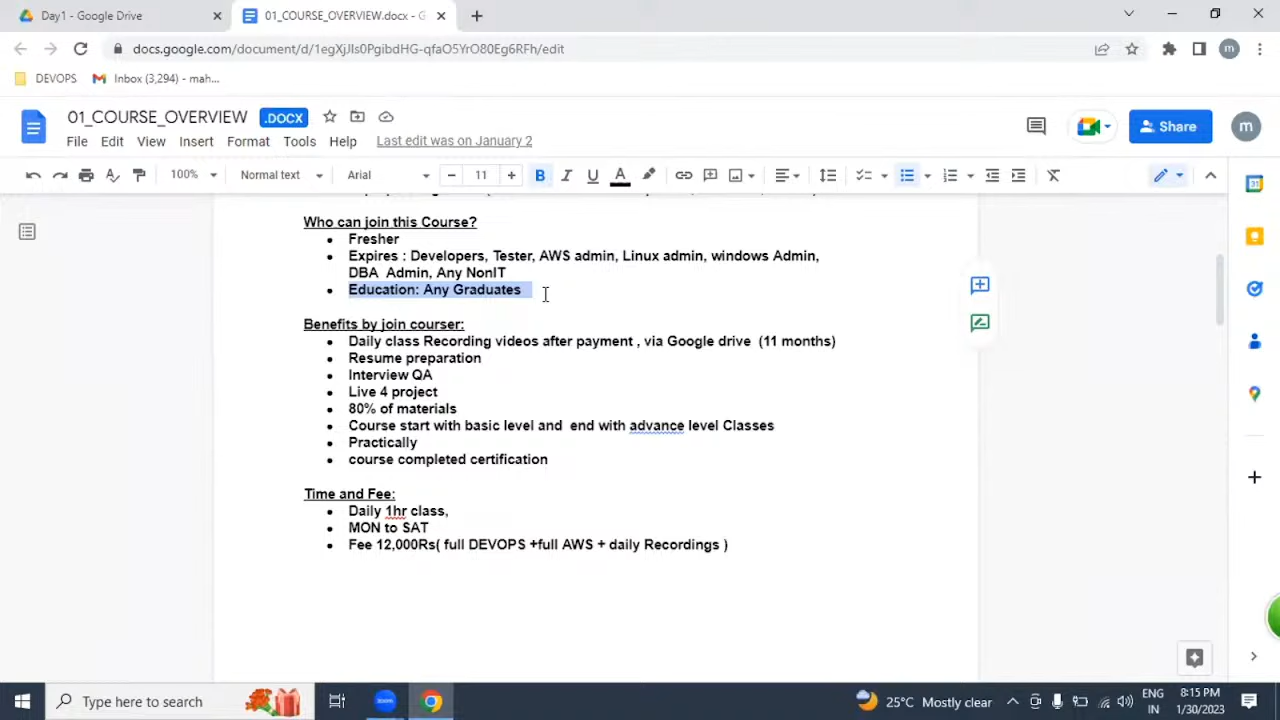 Day1 - Google Drive
01_COURSE_OVERVIEW.docx - G
docs.google.com/document/d/1egXjJIs0PgibdHG-qfaO5YrO80Eg6RFh/edit
m
DEVOPS
Inbox (3,294) - mah...
01_COURSE_OVERVIEW
.DOCX
Share
m
File Edit View Insert Format Tools Help Last edit was on January 2
100% Normal text Arial 11 B I U A
Who can join this Course?
Fresher
Expires : Developers, Tester, AWS admin, Linux admin, windows Admin,
DBA Admin, Any NonIT
Education: Any Graduates
Benefits by join courser:
Daily class Recording videos after payment , via Google drive (11 months)
Resume preparation
Interview QA
Live 4 project
80% of materials
Course start with basic level and end with advance level Classes
Practically
course completed certification
Time and Fee:
Daily 1hr class,
MON to SAT
Fee 12,000Rs( full DEVOPS +full AWS + daily Recordings )
Type here to search
zoom
25°C Mostly clear
ENG
IN
8:15 PM
1/30/2023